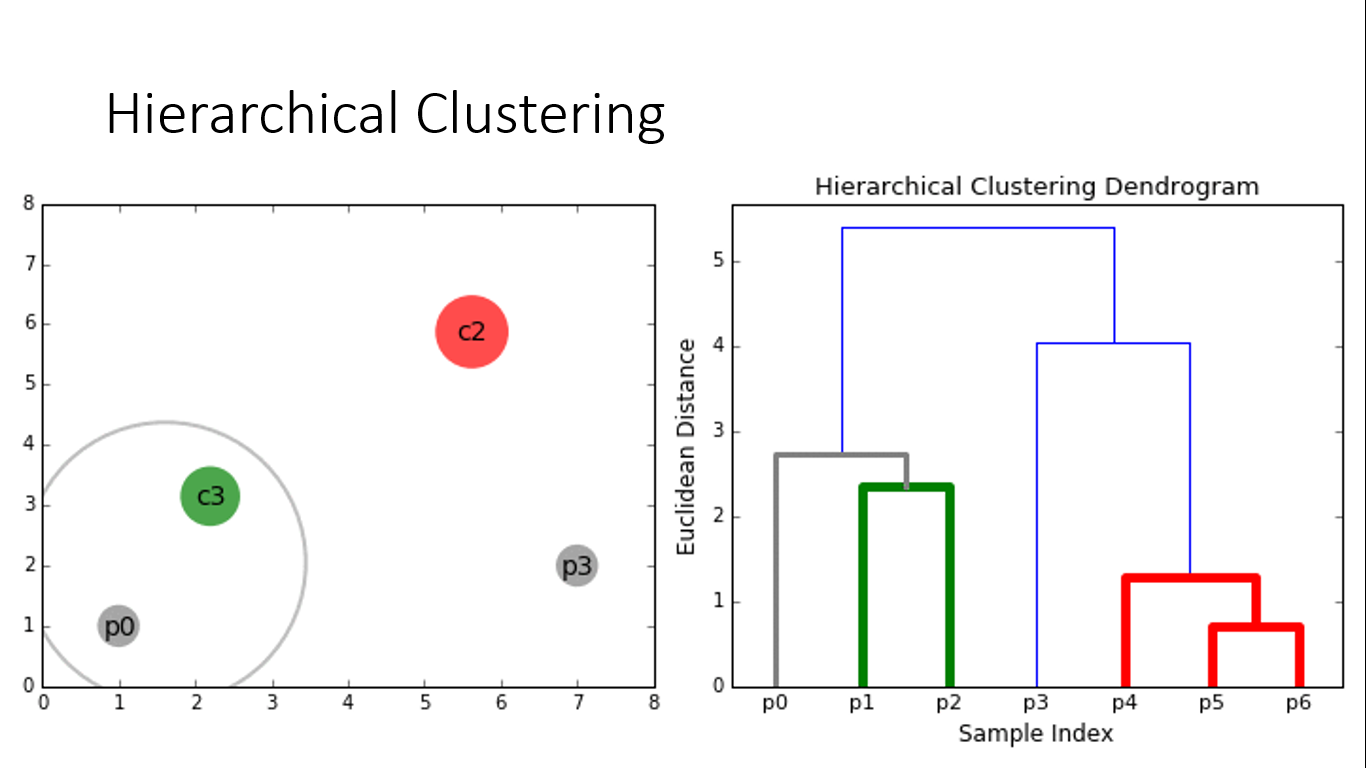 Hierarchical Clustering
8
7
6
5
4
3
2
1
0
0 1 2 3 4 5 6 7 8
c2
c3
p3
p0
Hierarchical Clustering Dendrogram
Euclidean Distance
5
4
3
2
1
0
p0 p1 p2 p3 p4 p5 p6
Sample Index